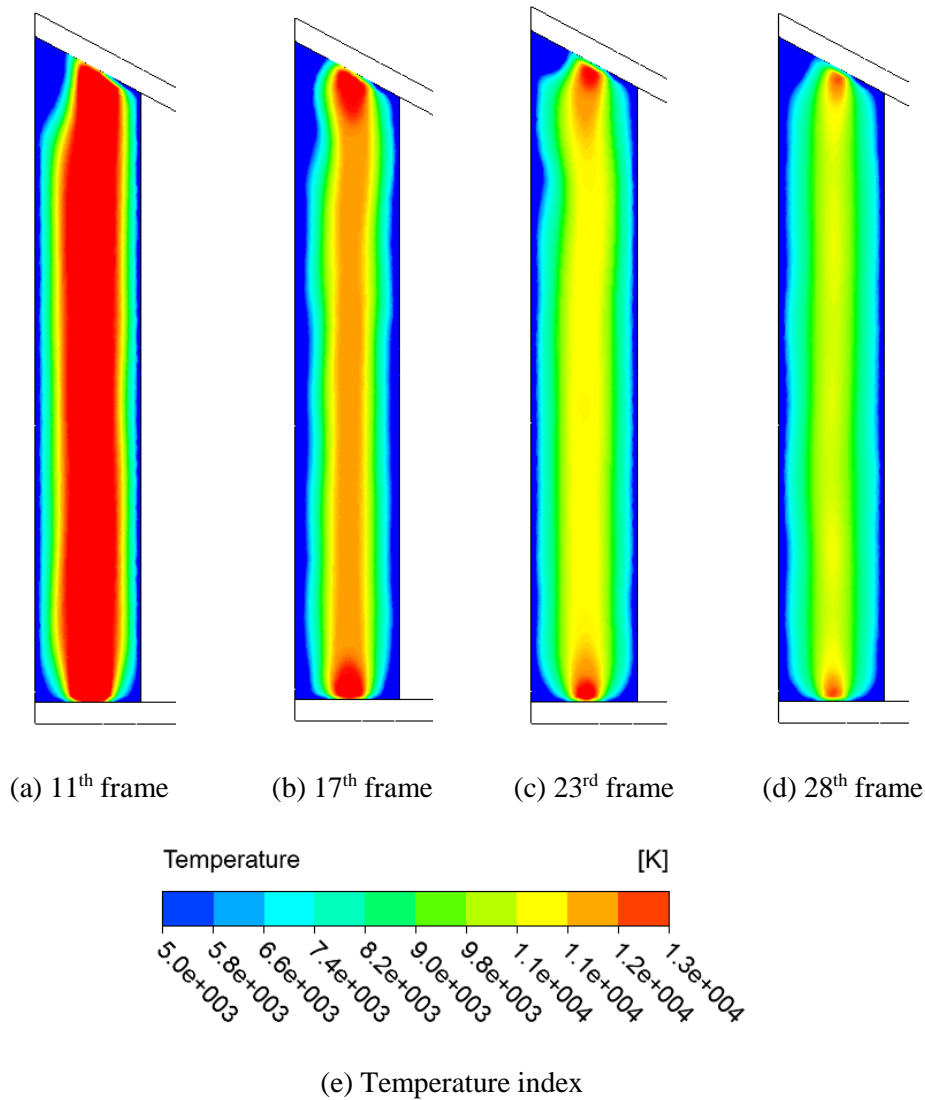 (a) 11th frame
(b) 17th frame
(c) 23rd frame
(d) 28th frame
Temperature [K]
5.0e+003
5.8e+003
6.6e+003
7.4e+003
8.2e+003
9.0e+003
9.8e+003
1.1e+004
1.1e+004
1.2e+004
1.3e+004
(e) Temperature index